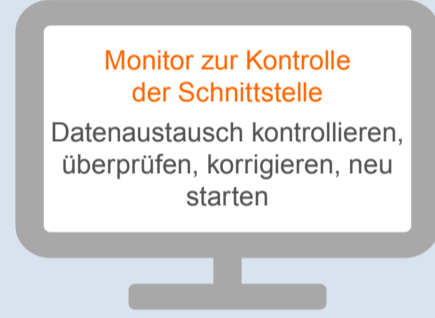 Monitor zur Kontrolle
der Schnittstelle
Datenaustausch kontrollieren,
überprüfen, korrigieren, neu
starten